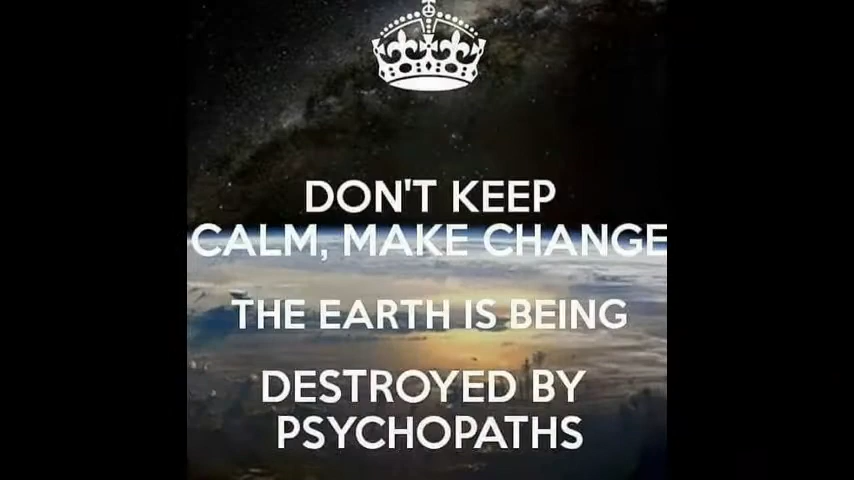 DON'T KEEP
CALM, MAKE CHANGE
THE EARTH IS BEING
DESTROYED BY
PSYCHOPATHS